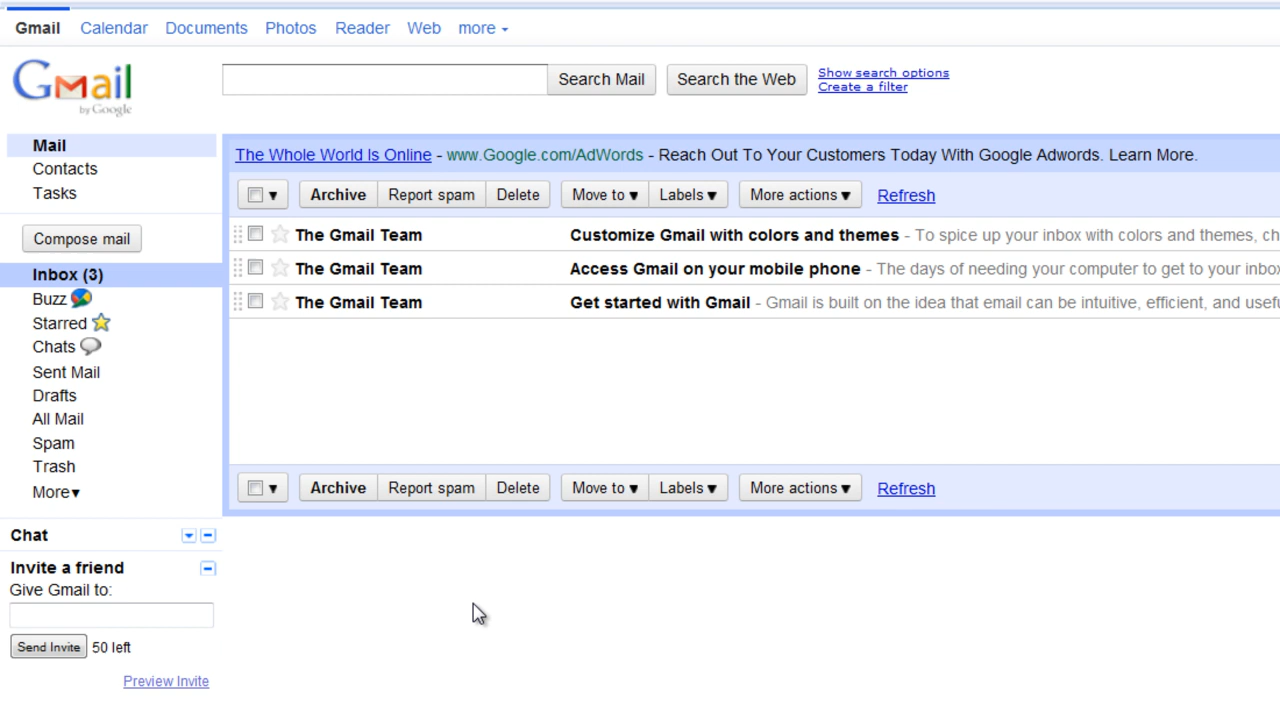 Gmail Calendar Documents Photos Reader Web more
Gmail
by Google
Search Mail Search the Web Show search options
Create a filter
Mail
Contacts
Tasks
Compose mail
Inbox (3)
Buzz
Starred
Chats
Sent Mail
Drafts
All Mail
Spam
Trash
More
Chat
Invite a friend
Give Gmail to:
Send Invite 50 left
Preview Invite
The Whole World Is Online - www.Google.com/AdWords - Reach Out To Your Customers Today With Google Adwords. Learn More.
Archive Report spam Delete Move to Labels More actions Refresh
The Gmail Team Customize Gmail with colors and themes - To spice up your inbox with colors and themes, ch
The Gmail Team Access Gmail on your mobile phone - The days of needing your computer to get to your inbox
The Gmail Team Get started with Gmail - Gmail is built on the idea that email can be intuitive, efficient, and usefu
Archive Report spam Delete Move to Labels More actions Refresh